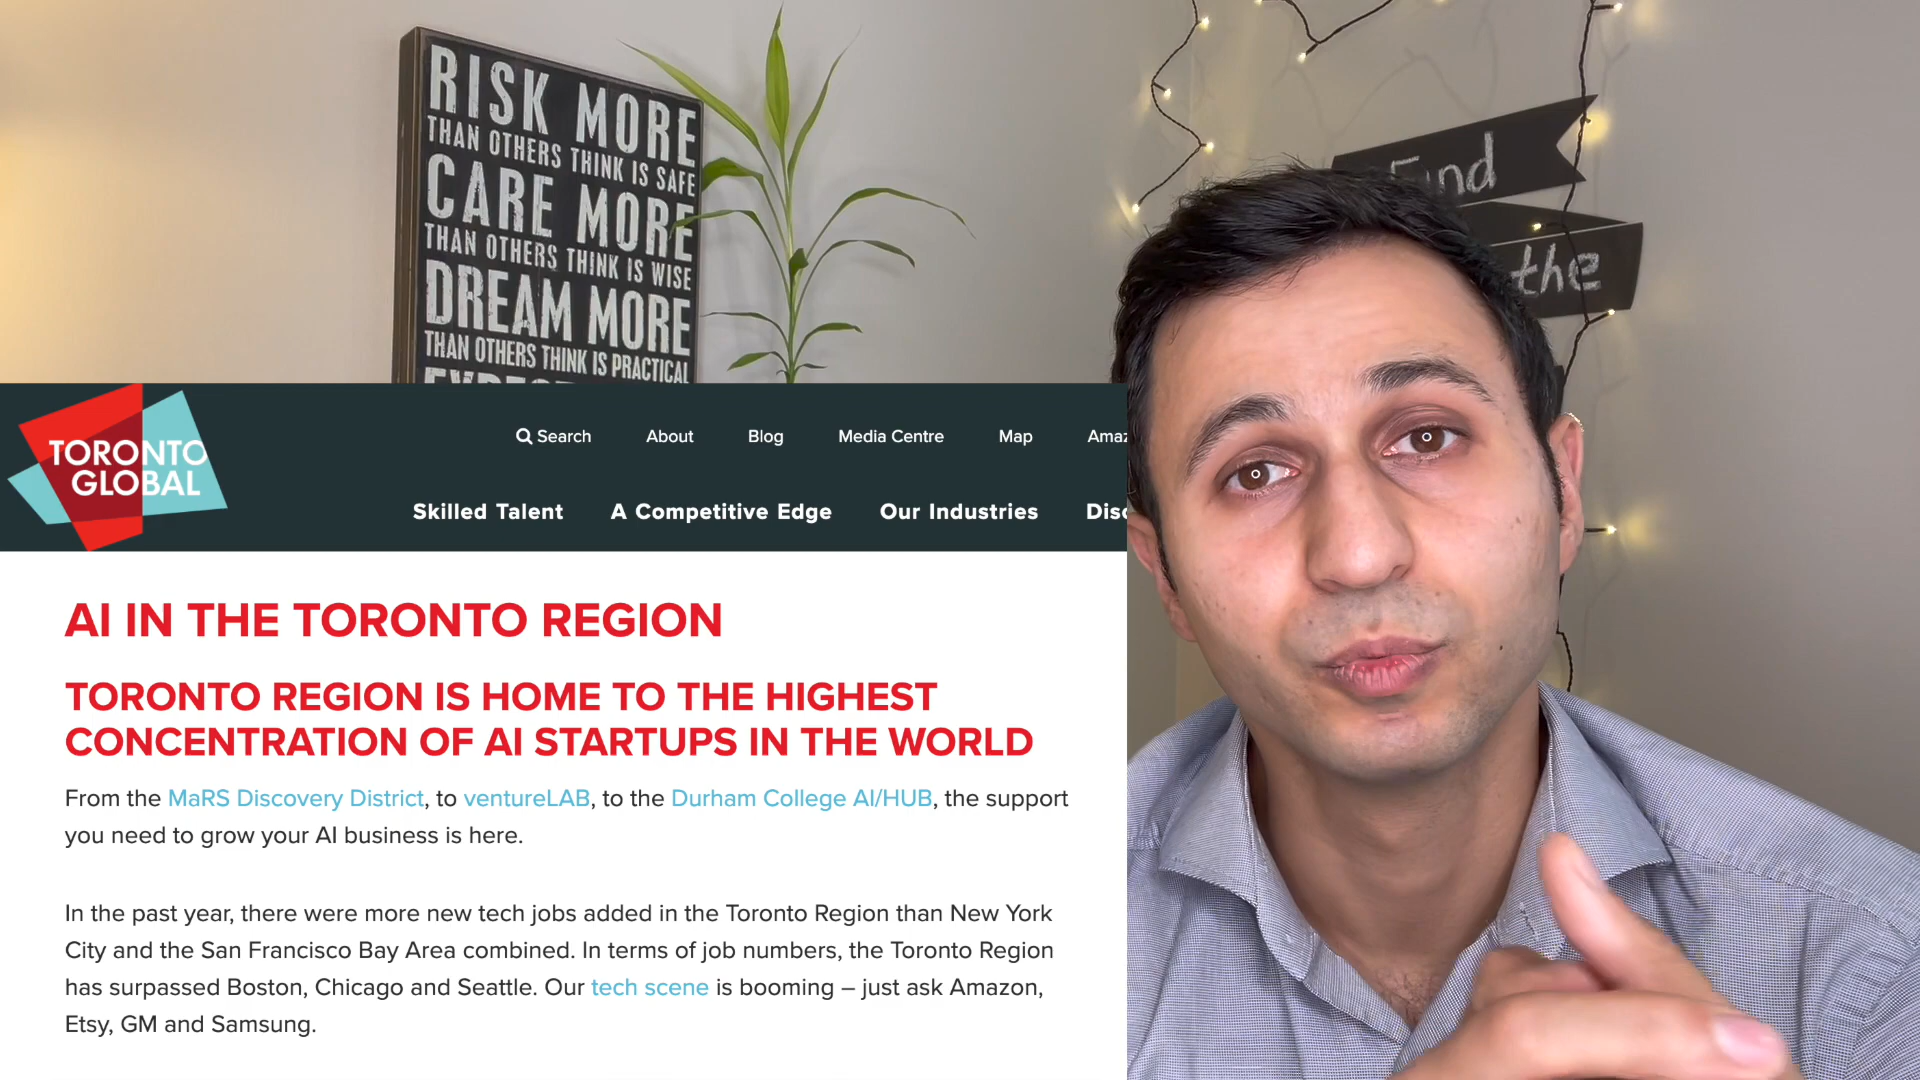 RISK MORE
THAN OTHERS THINK IS SAFE
CARE MORE
THAN OTHERS THINK IS WISE
DREAM MORE
THAN OTHERS THINK IS PRACTICAL
Find
the
TORONTO
GLOBAL
Search About Blog Media Centre Map
Skilled Talent A Competitive Edge Our Industries
AI IN THE TORONTO REGION
TORONTO REGION IS HOME TO THE HIGHEST
CONCENTRATION OF AI STARTUPS IN THE WORLD
From the MaRS Discovery District, to ventureLAB, to the Durham College AI/HUB, the support
you need to grow your AI business is here.
In the past year, there were more new tech jobs added in the Toronto Region than New York
City and the San Francisco Bay Area combined. In terms of job numbers, the Toronto Region
has surpassed Boston, Chicago and Seattle. Our tech scene is booming – just ask Amazon,
Etsy, GM and Samsung.